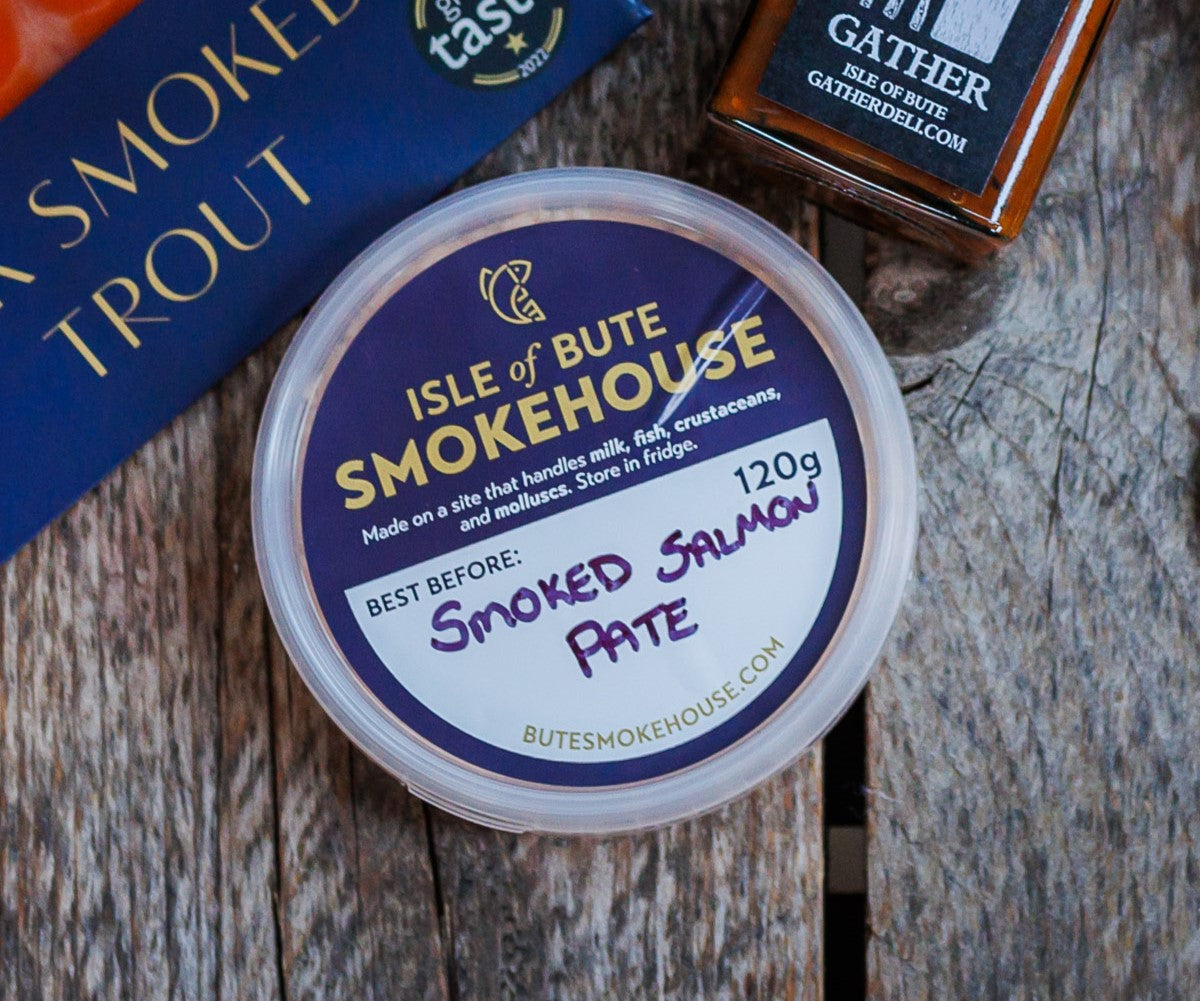 SMOKED
TROUT
taste
2022
GATHER
ISLE OF BUTE
GATHERDELI.COM
ISLE of BUTE
SMOKEHOUSE
Made on a site that handles milk, fish, crustaceans,
and molluscs. Store in fridge.
120g
BEST BEFORE:
SMOKED SALMON
PATE
BUTESMOKEHOUSE.COM